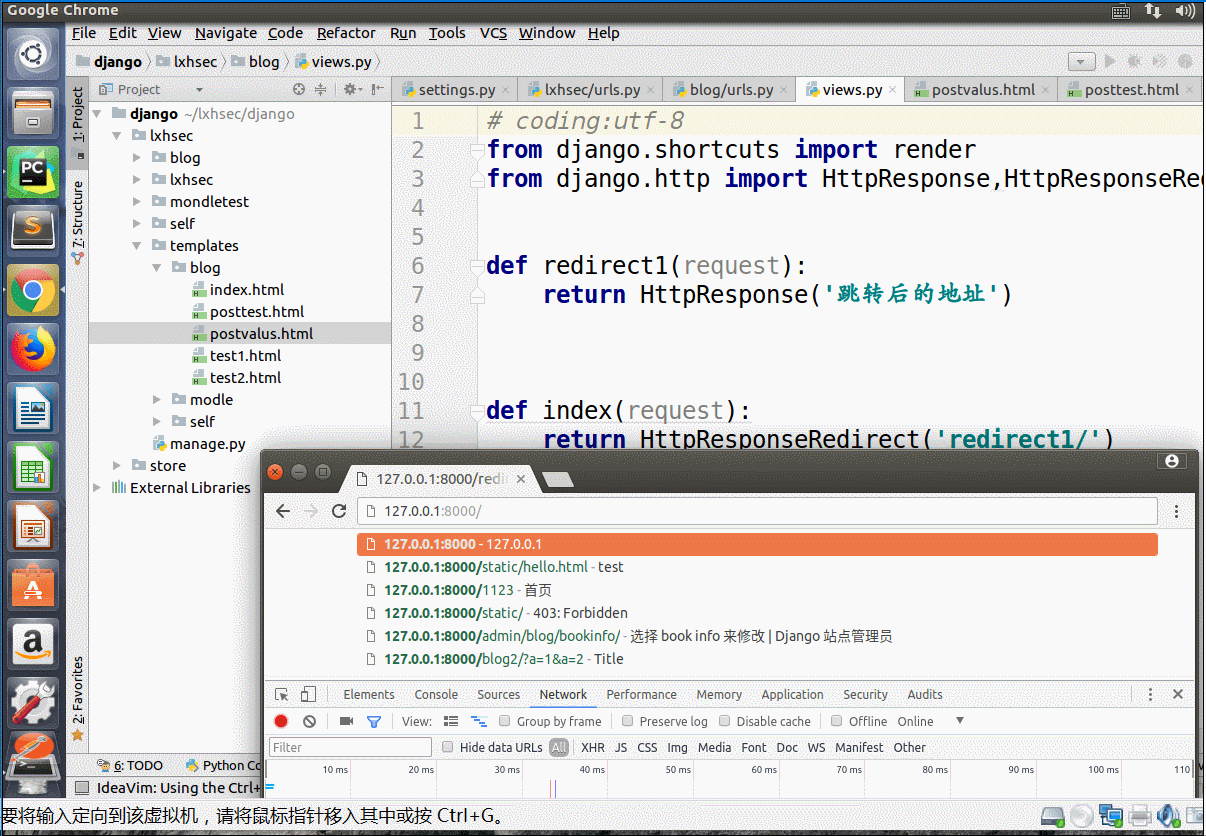 Google Chrome
File Edit View Navigate Code Refactor Run Tools VCS Window Help
django lxhsec blog views.py
Project
settings.py × lxhsec/urls.py × blog/urls.py × views.py × postvalus.html × posttest.html ×
1: Project
7: Structure
2: Favorites
django ~/lxhsec/django
lxhsec
blog
lxhsec
mondletest
self
templates
blog
index.html
posttest.html
postvalus.html
test1.html
test2.html
modle
self
manage.py
store
External Libraries
1 # coding:utf-8
2 from django.shortcuts import render
3 from django.http import HttpResponse,HttpResponseRe
4
5
6 def redirect1(request):
7 return HttpResponse('跳转后的地址')
8
9
10
11 def index(request):
12 return HttpResponseRedirect('redirect1/')
127.0.0.1:8000/redi ×
127.0.0.1:8000/
127.0.0.1:8000 - 127.0.0.1
127.0.0.1:8000/static/hello.html - test
127.0.0.1:8000/1123 - 首页
127.0.0.1:8000/static/ - 403: Forbidden
127.0.0.1:8000/admin/blog/bookinfo/ - 选择 book info 来修改 | Django 站点管理员
127.0.0.1:8000/blog2/?a=1&a=2 - Title
Elements Console Sources Network Performance Memory Application Security Audits
View: Group by frame Preserve log Disable cache Offline Online
Filter Hide data URLs All XHR JS CSS Img Media Font Doc WS Manifest Other
10 ms 20 ms 30 ms 40 ms 50 ms 60 ms 70 ms 80 ms 90 ms 100 ms 110
6: TODO Python Co
IdeaVim: Using the Ctrl+
要将输入定向到该虚拟机，请将鼠标指针移入其中或按 Ctrl+G。